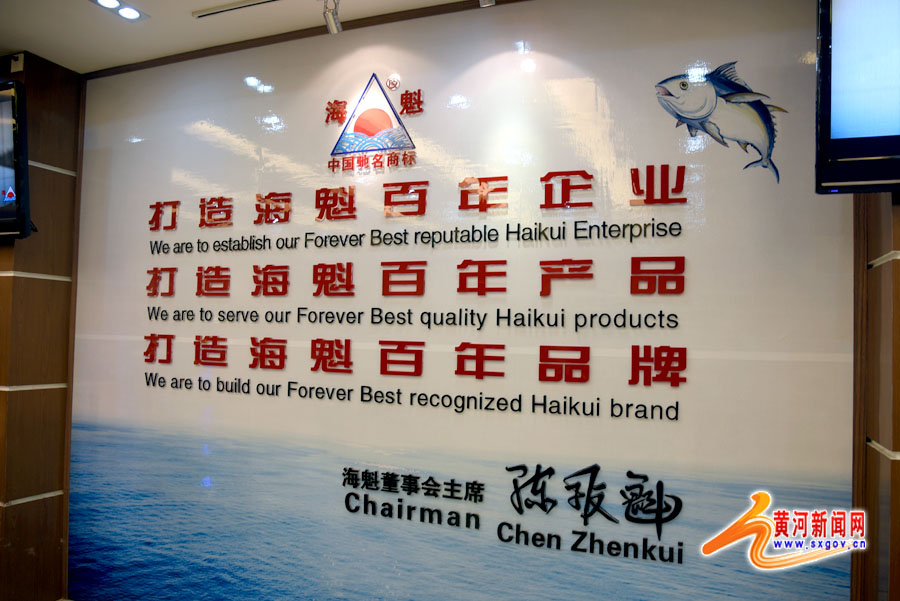 海魁®
中国驰名商标
打造海魁百年企业
We are to establish our Forever Best reputable Haikui Enterprise
打造海魁百年产品
We are to serve our Forever Best quality Haikui products
打造海魁百年品牌
We are to build our Forever Best recognized Haikui brand
海魁董事会主席 陈振魁
Chairman Chen Zhenkui
黄河新闻网
www.sxgov.cn